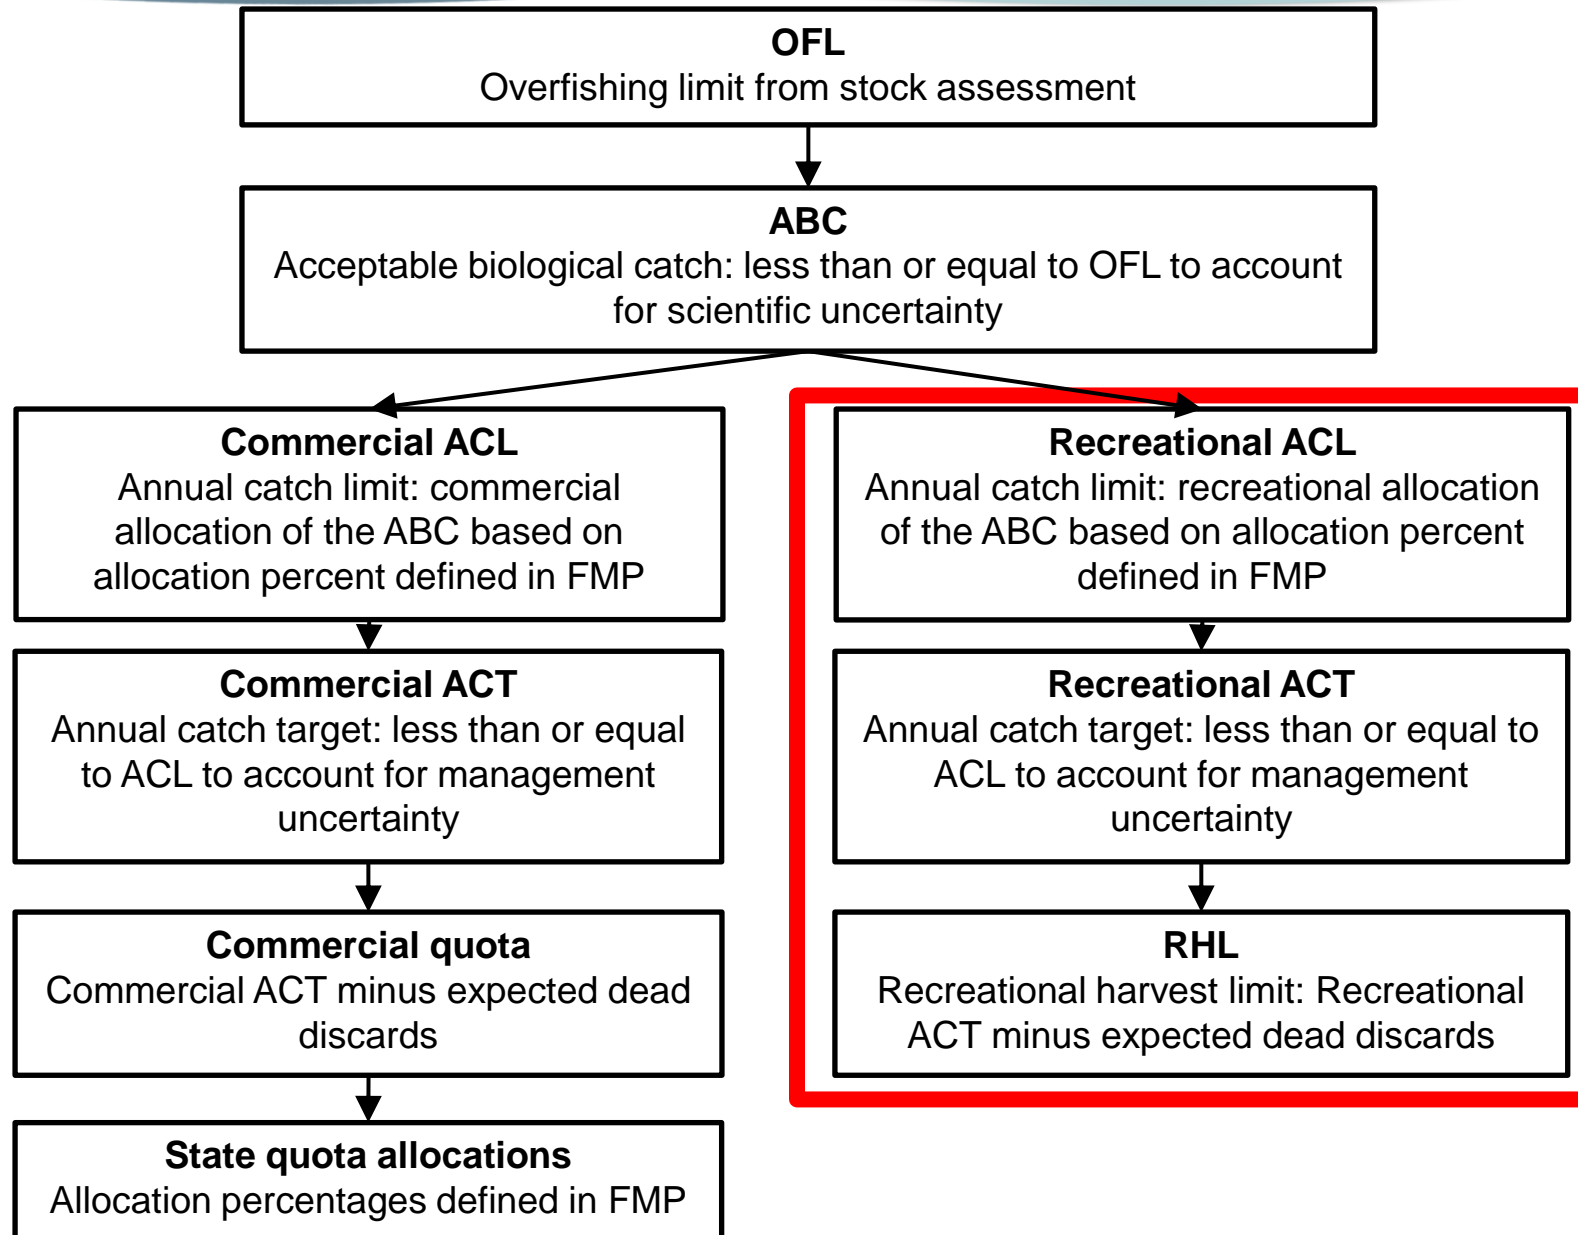 OFL
Overfishing limit from stock assessment
ABC
Acceptable biological catch: less than or equal to OFL to account
for scientific uncertainty
Commercial ACL
Annual catch limit: commercial
allocation of the ABC based on
allocation percent defined in FMP
Recreational ACL
Annual catch limit: recreational allocation
of the ABC based on allocation percent
defined in FMP
Commercial ACT
Annual catch target: less than or equal
to ACL to account for management
uncertainty
Recreational ACT
Annual catch target: less than or equal to
ACL to account for management
uncertainty
Commercial quota
Commercial ACT minus expected dead
discards
RHL
Recreational harvest limit: Recreational
ACT minus expected dead discards
State quota allocations
Allocation percentages defined in FMP